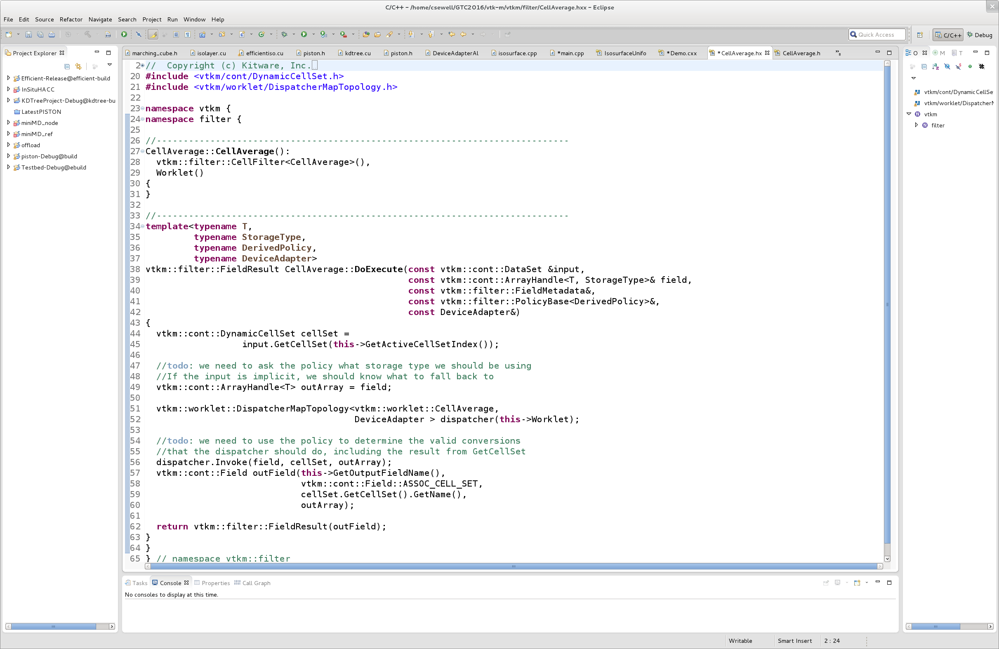 C/C++ - /home/csewell/GTC2016/vtk-m/vtkm/filter/CellAverage.hxx - Eclipse
File Edit Source Refactor Navigate Search Project Run Window Help
Quick Access
C/C++ Debug
Project Explorer
Efficient-Release@efficient-build
InSituHACC
KDTreeProject-Debug@kdtree-bu
LatestPISTON
miniMD_node
miniMD_ref
offload
piston-Debug@build
Testbed-Debug@ebuild
marching_cube.h isolayer.cu efficientiso.cu piston.h kdtree.cu piston.h DeviceAdapterAl isosurface.cpp *main.cpp IsosurfaceUnifo *Demo.cxx *CellAverage.hx CellAverage.h »8
2 //  Copyright (c) Kitware, Inc.
20 #include <vtkm/cont/DynamicCellSet.h>
21 #include <vtkm/worklet/DispatcherMapTopology.h>
22
23 namespace vtkm {
24 namespace filter {
25
26 //-----------------------------------------------------------------------------
27 CellAverage::CellAverage():
28   vtkm::filter::CellFilter<CellAverage>(),
29   Worklet()
30 {
31 }
32
33 //-----------------------------------------------------------------------------
34 template<typename T,
35          typename StorageType,
36          typename DerivedPolicy,
37          typename DeviceAdapter>
38 vtkm::filter::FieldResult CellAverage::DoExecute(const vtkm::cont::DataSet &input,
39                                                  const vtkm::cont::ArrayHandle<T, StorageType>& field,
40                                                  const vtkm::filter::FieldMetadata&,
41                                                  const vtkm::filter::PolicyBase<DerivedPolicy>&,
42                                                  const DeviceAdapter&)
43 {
44   vtkm::cont::DynamicCellSet cellSet =
45                   input.GetCellSet(this->GetActiveCellSetIndex());
46
47   //todo: we need to ask the policy what storage type we should be using
48   //If the input is implicit, we should know what to fall back to
49   vtkm::cont::ArrayHandle<T> outArray = field;
50
51   vtkm::worklet::DispatcherMapTopology<vtkm::worklet::CellAverage,
52                                        DeviceAdapter > dispatcher(this->Worklet);
53
54   //todo: we need to use the policy to determine the valid conversions
55   //that the dispatcher should do, including the result from GetCellSet
56   dispatcher.Invoke(field, cellSet, outArray);
57   vtkm::cont::Field outField(this->GetOutputFieldName(),
58                              vtkm::cont::Field::ASSOC_CELL_SET,
59                              cellSet.GetCellSet().GetName(),
60                              outArray);
61
62   return vtkm::filter::FieldResult(outField);
63 }
64 }
65 } // namespace vtkm::filter
O M T
vtkm/cont/DynamicCellSe
vtkm/worklet/Dispatcher
vtkm
filter
Tasks Console Properties Call Graph
No consoles to display at this time.
Writable Smart Insert 2 : 24